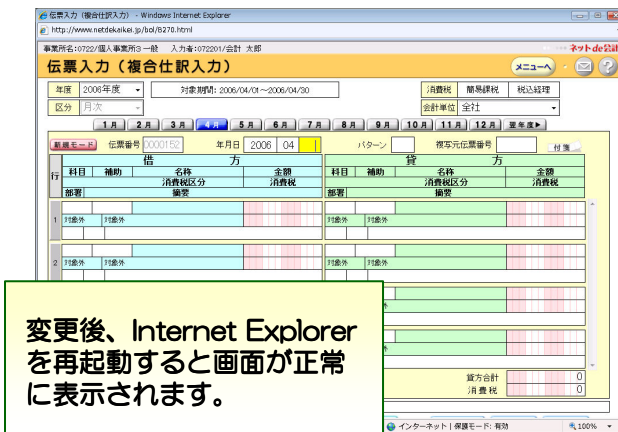 伝票入力（複合仕訳入力） - Windows Internet Explorer
http://www.netdekaikei.jp/bol/B270.html
事業所名:0722/個人事業所3 一般 入力者:072201/会計 太郎 ネットde会計
伝票入力（複合仕訳入力） メニューへ
年度 2006年度 対象期間: 2006/04/01～2006/04/30 消費税 簡易課税 税込経理
区分 月次 会計単位 全社
1月 2月 3月 4月 5月 6月 7月 8月 9月 10月 11月 12月 翌年度▶
新規モード 伝票番号 0000152 年月日 2006 04 パターン 複写元伝票番号 付箋
借方 貸方
行 科目 補助 名称 金額 科目 補助 名称 金額
消費税区分 消費税 消費税区分 消費税
部署 摘要 部署 摘要
1 対象外 対象外 対象外 対象外
2 対象外 対象外 対象外 対象外
変更後、Internet Explorer
を再起動すると画面が正常
に表示されます。
貸方合計 0
消費税 0
インターネット | 保護モード: 有効 100%